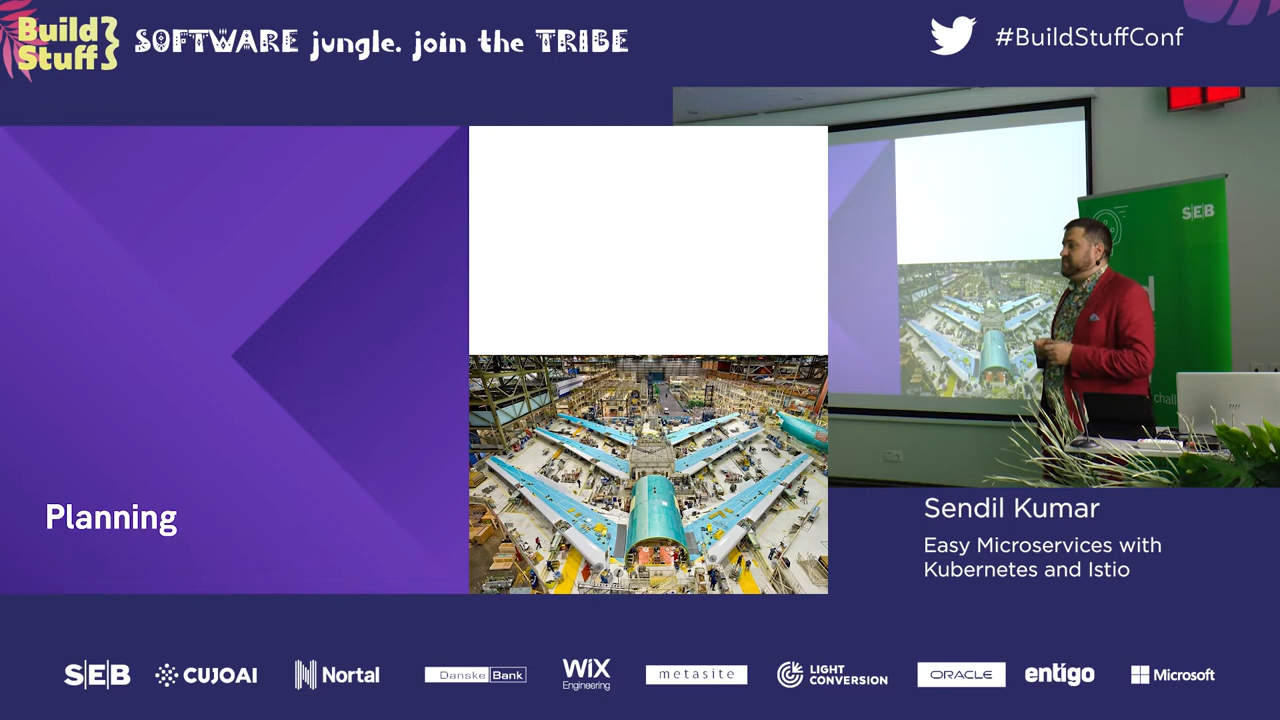 Build
Stuff
SOFTWARE jungle. join the TRIBE
#BuildStuffConf
SEB
Planning
chall
Sendil Kumar
Easy Microservices with
Kubernetes and Istio
SEB
CUJOAI
Nortal
Danske Bank
WiX
Engineering
metasite
LIGHT
CONVERSION
ORACLE
entigo
Microsoft